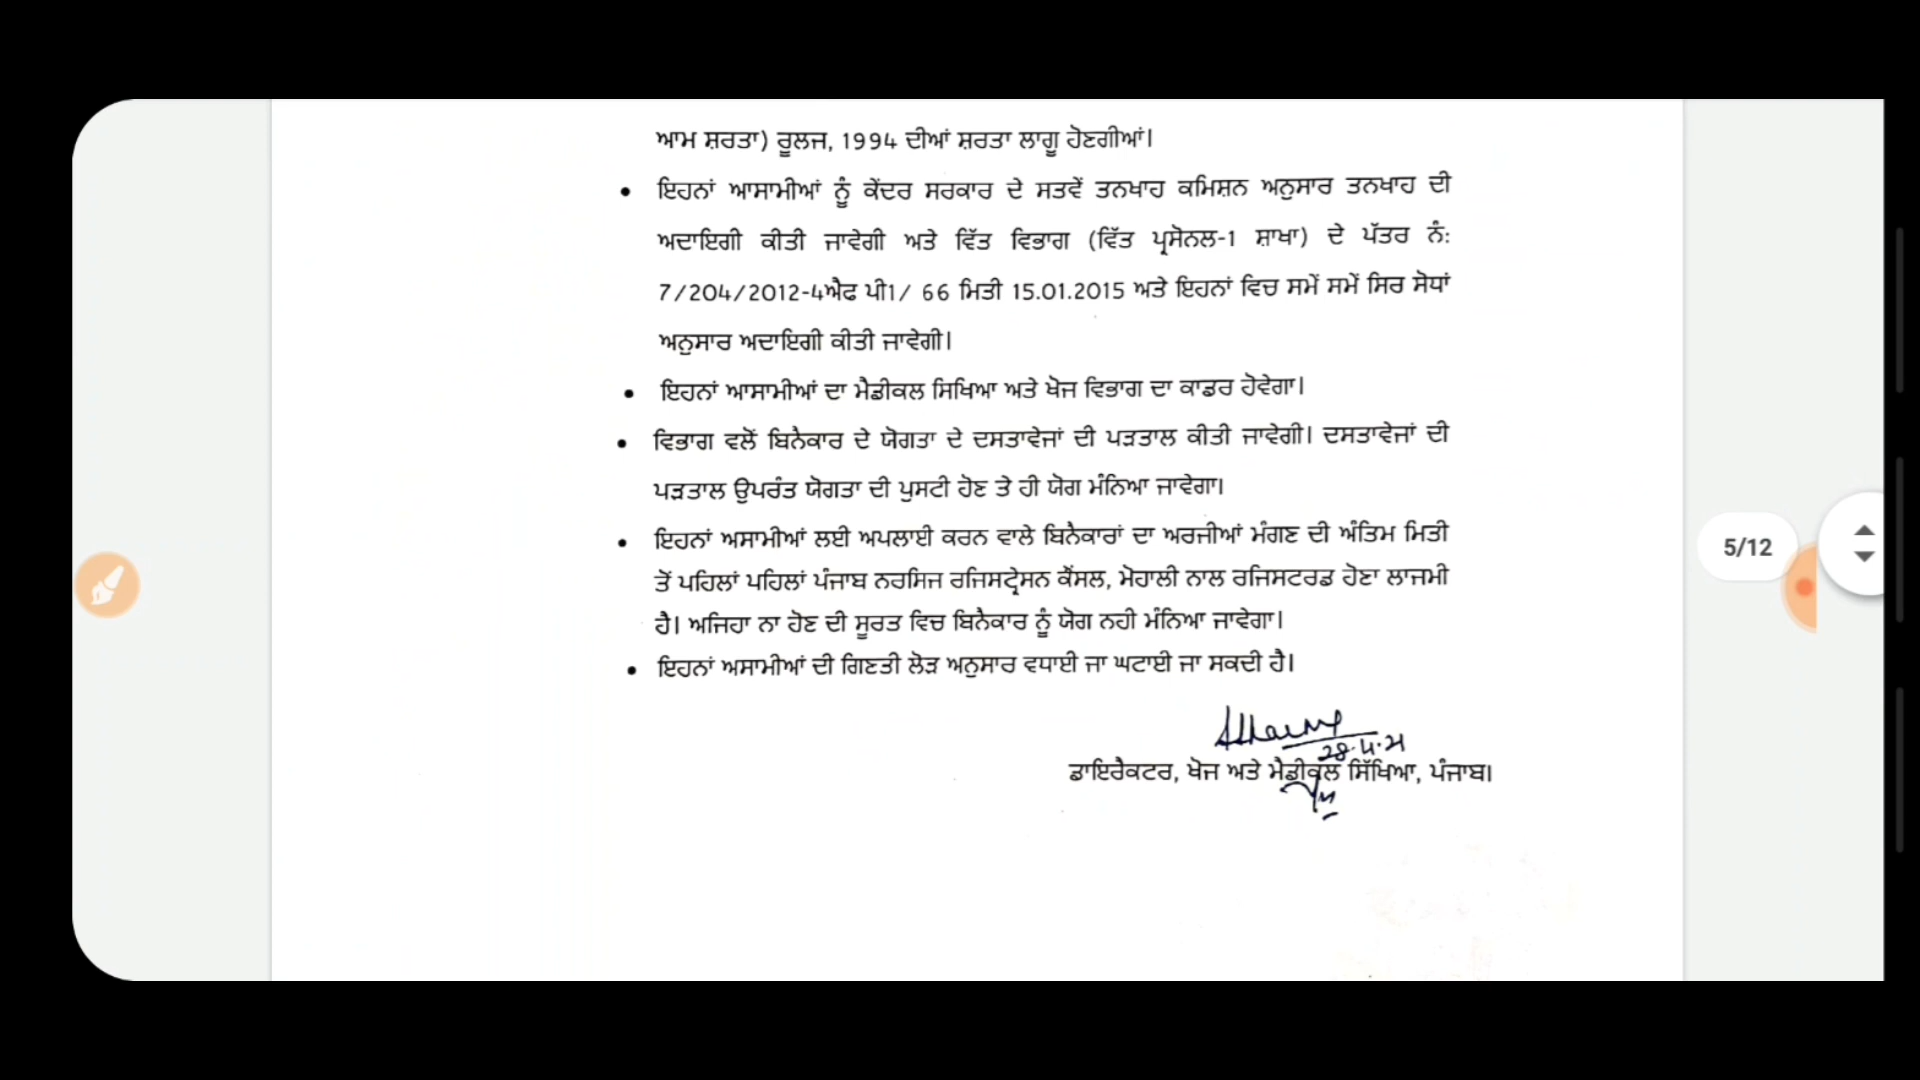 ਆਮ ਸ਼ਰਤਾ) ਰੂਲਜ, 1994 ਦੀਆਂ ਸ਼ਰਤਾ ਲਾਗੂ ਹੋਣਗੀਆਂ।
• ਇਹਨਾਂ ਆਸਾਮੀਆਂ ਨੂੰ ਕੇਂਦਰ ਸਰਕਾਰ ਦੇ ਸਤਵੇਂ ਤਨਖਾਹ ਕਮਿਸ਼ਨ ਅਨੁਸਾਰ ਤਨਖਾਹ ਦੀ
ਅਦਾਇਗੀ ਕੀਤੀ ਜਾਵੇਗੀ ਅਤੇ ਵਿੱਤ ਵਿਭਾਗ (ਵਿੱਤ ਪ੍ਰਸੋਨਲ-1 ਸ਼ਾਖਾ) ਦੇ ਪੱਤਰ ਨੰ:
7/204/2012-4ਐਫ ਪੀ1/ 66 ਮਿਤੀ 15.01.2015 ਅਤੇ ਇਹਨਾਂ ਵਿਚ ਸਮੇਂ ਸਮੇਂ ਸਿਰ ਸੋਧਾਂ
ਅਨੁਸਾਰ ਅਦਾਇਗੀ ਕੀਤੀ ਜਾਵੇਗੀ।
• ਇਹਨਾਂ ਆਸਾਮੀਆਂ ਦਾ ਮੈਡੀਕਲ ਸਿਖਿਆ ਅਤੇ ਖੋਜ ਵਿਭਾਗ ਦਾ ਕਾਡਰ ਹੋਵੇਗਾ।
• ਵਿਭਾਗ ਵਲੋਂ ਬਿਨੈਕਾਰ ਦੇ ਯੋਗਤਾ ਦੇ ਦਸਤਾਵੇਜਾਂ ਦੀ ਪੜਤਾਲ ਕੀਤੀ ਜਾਵੇਗੀ। ਦਸਤਾਵੇਜਾਂ ਦੀ
ਪੜਤਾਲ ਉਪਰੰਤ ਯੋਗਤਾ ਦੀ ਪੁਸਟੀ ਹੋਣ ਤੇ ਹੀ ਯੋਗ ਮੰਨਿਆ ਜਾਵੇਗਾ।
• ਇਹਨਾਂ ਅਸਾਮੀਆਂ ਲਈ ਅਪਲਾਈ ਕਰਨ ਵਾਲੇ ਬਿਨੈਕਾਰਾਂ ਦਾ ਅਰਜੀਆਂ ਮੰਗਣ ਦੀ ਅੰਤਿਮ ਮਿਤੀ
ਤੋਂ ਪਹਿਲਾਂ ਪਹਿਲਾਂ ਪੰਜਾਬ ਨਰਸਿਜ ਰਜਿਸਟ੍ਰੇਸਨ ਕੈਂਸਲ, ਮੋਹਾਲੀ ਨਾਲ ਰਜਿਸਟਰਡ ਹੋਣਾ ਲਾਜਮੀ
ਹੈ। ਅਜਿਹਾ ਨਾ ਹੋਣ ਦੀ ਸੂਰਤ ਵਿਚ ਬਿਨੈਕਾਰ ਨੂੰ ਯੋਗ ਨਹੀ ਮੰਨਿਆ ਜਾਵੇਗਾ।
• ਇਹਨਾਂ ਅਸਾਮੀਆਂ ਦੀ ਗਿਣਤੀ ਲੋੜ ਅਨੁਸਾਰ ਵਧਾਈ ਜਾ ਘਟਾਈ ਜਾ ਸਕਦੀ ਹੈ।
28.4.21
ਡਾਇਰੈਕਟਰ, ਖੋਜ ਅਤੇ ਮੈਡੀਕਲ ਸਿੱਖਿਆ, ਪੰਜਾਬ।
5/12